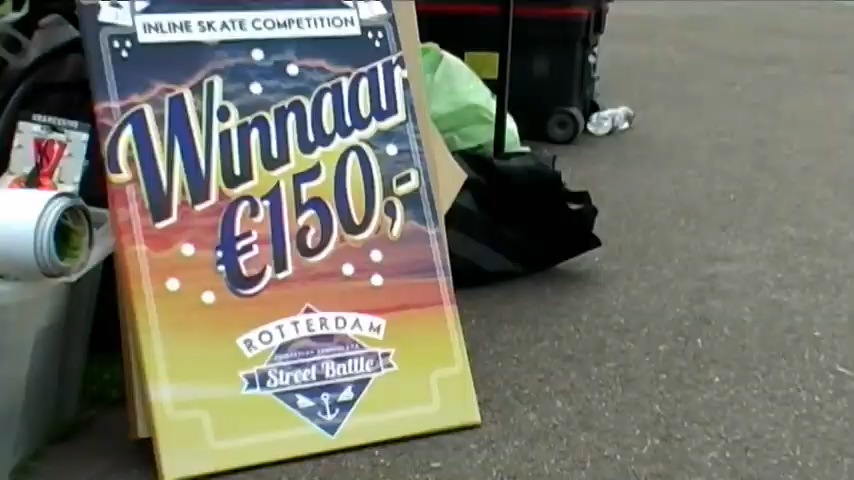 INLINE SKATE COMPETITION
Winnaar
€150,-
ROTTERDAM
Street Battle